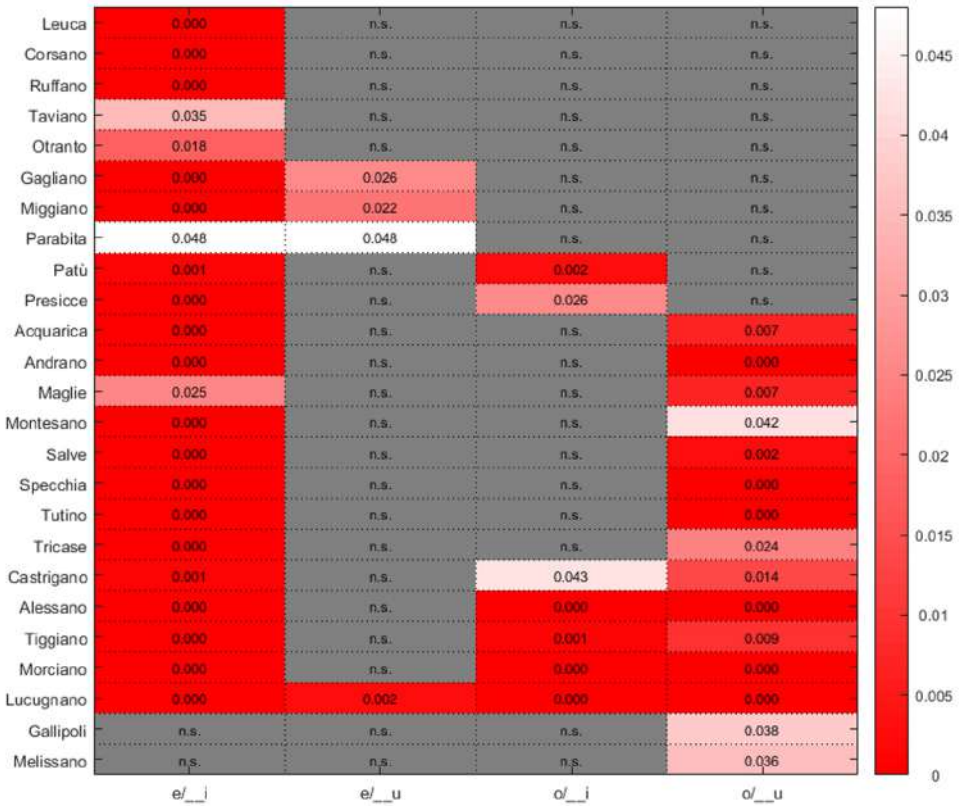 Leuca 0.000 n.s. n.s. n.s.
Corsano 0.000 n.s. n.s. n.s.
Ruffano 0.000 n.s. n.s. n.s.
Taviano 0.035 n.s. n.s. n.s.
Otranto 0.018 n.s. n.s. n.s.
Gagliano 0.000 0.026 n.s. n.s.
Miggiano 0.000 0.022 n.s. n.s.
Parabita 0.048 0.048 n.s. n.s.
Patù 0.001 n.s. 0.002 n.s.
Presicce 0.000 n.s. 0.026 n.s.
Acquarica 0.000 n.s. n.s. 0.007
Andrano 0.000 n.s. n.s. 0.000
Maglie 0.025 n.s. n.s. 0.007
Montesano 0.000 n.s. n.s. 0.042
Salve 0.000 n.s. n.s. 0.002
Specchia 0.000 n.s. n.s. 0.000
Tutino 0.000 n.s. n.s. 0.000
Tricase 0.000 n.s. n.s. 0.024
Castrigano 0.001 n.s. 0.043 0.014
Alessano 0.000 n.s. 0.000 0.000
Tiggiano 0.000 n.s. 0.001 0.009
Morciano 0.000 n.s. 0.000 0.000
Lucugnano 0.000 0.002 0.000 0.000
Gallipoli n.s. n.s. n.s. 0.038
Melissano n.s. n.s. n.s. 0.036
e/__i e/__u o/__i o/__u
0.045
0.04
0.035
0.03
0.025
0.02
0.015
0.01
0.005
0